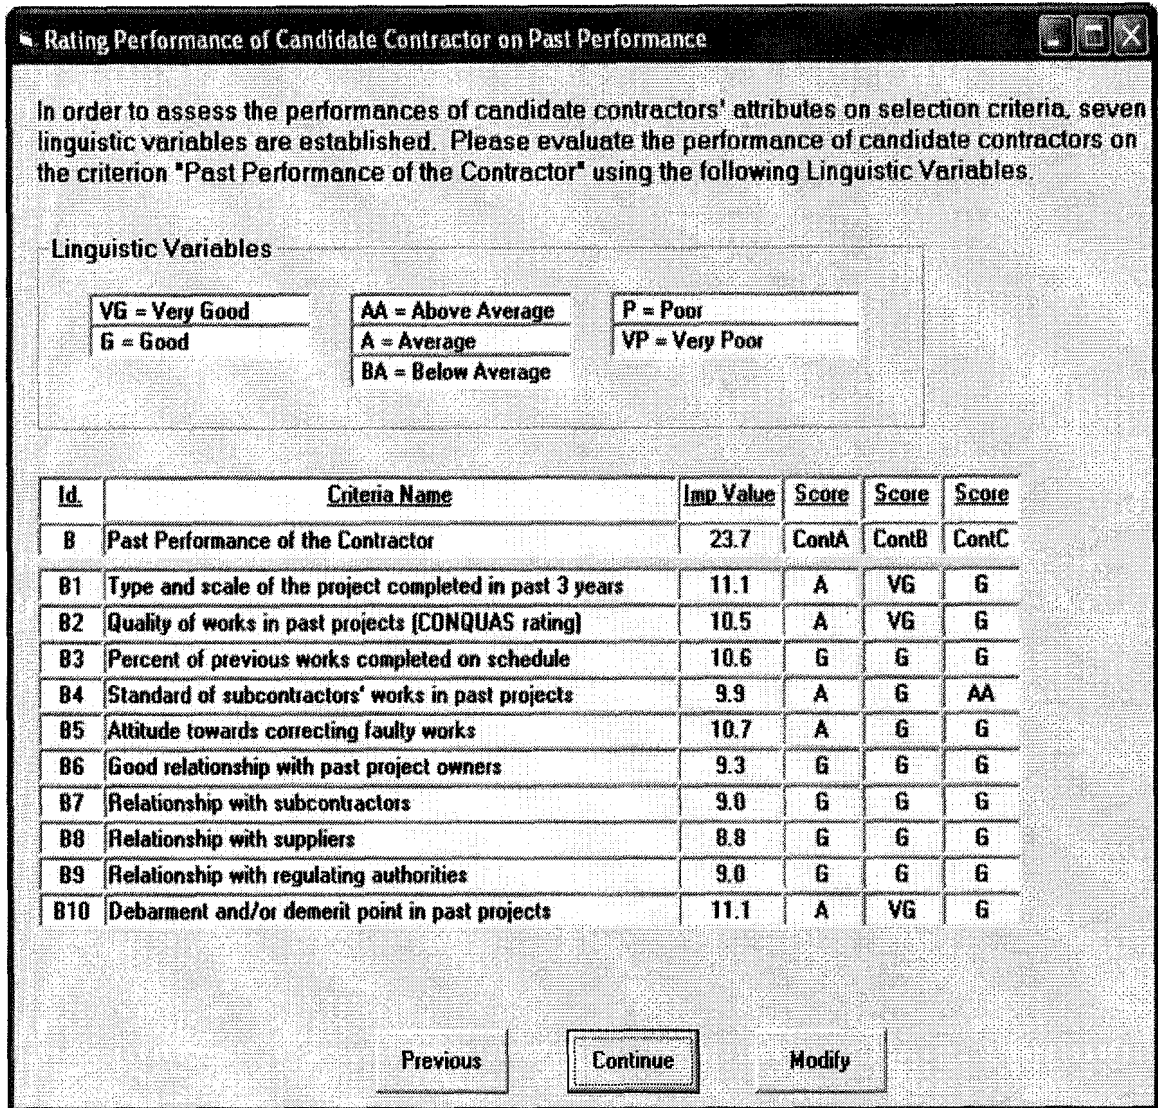 Rating Performance of Candidate Contractor on Past Performance
In order to assess the performances of candidate contractors' attributes on selection criteria, seven
linguistic variables are established. Please evaluate the performance of candidate contractors on
the criterion "Past Performance of the Contractor" using the following Linguistic Variables.
Linguistic Variables
VG = Very Good AA = Above Average P = Poor
G = Good A = Average VP = Very Poor
BA = Below Average
Id. Criteria Name Imp Value Score Score Score
B Past Performance of the Contractor 23.7 ContA ContB ContC
B1 Type and scale of the project completed in past 3 years 11.1 A VG G
B2 Quality of works in past projects (CONQUAS rating) 10.5 A VG G
B3 Percent of previous works completed on schedule 10.6 G G G
B4 Standard of subcontractors' works in past projects 9.9 A G AA
B5 Attitude towards correcting faulty works 10.7 A G G
B6 Good relationship with past project owners 9.3 G G G
B7 Relationship with subcontractors 9.0 G G G
B8 Relationship with suppliers 8.8 G G G
B9 Relationship with regulating authorities 9.0 G G G
B10 Debarment and/or demerit point in past projects 11.1 A VG G
Previous Continue Modify